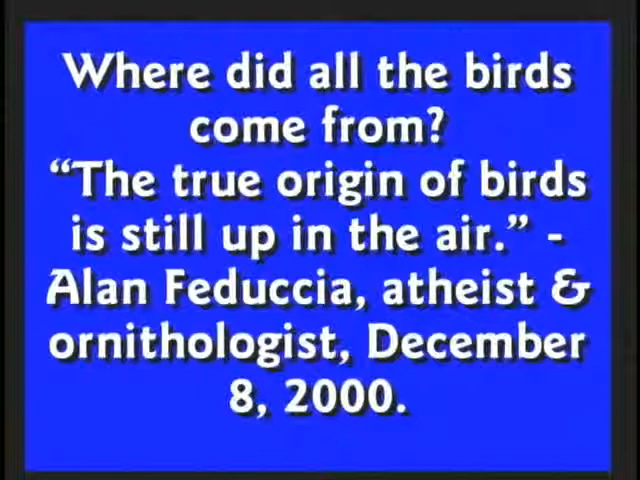 Where did all the birds
come from?
“The true origin of birds
is still up in the air.” -
Alan Feduccia, atheist &
ornithologist, December
8, 2000.